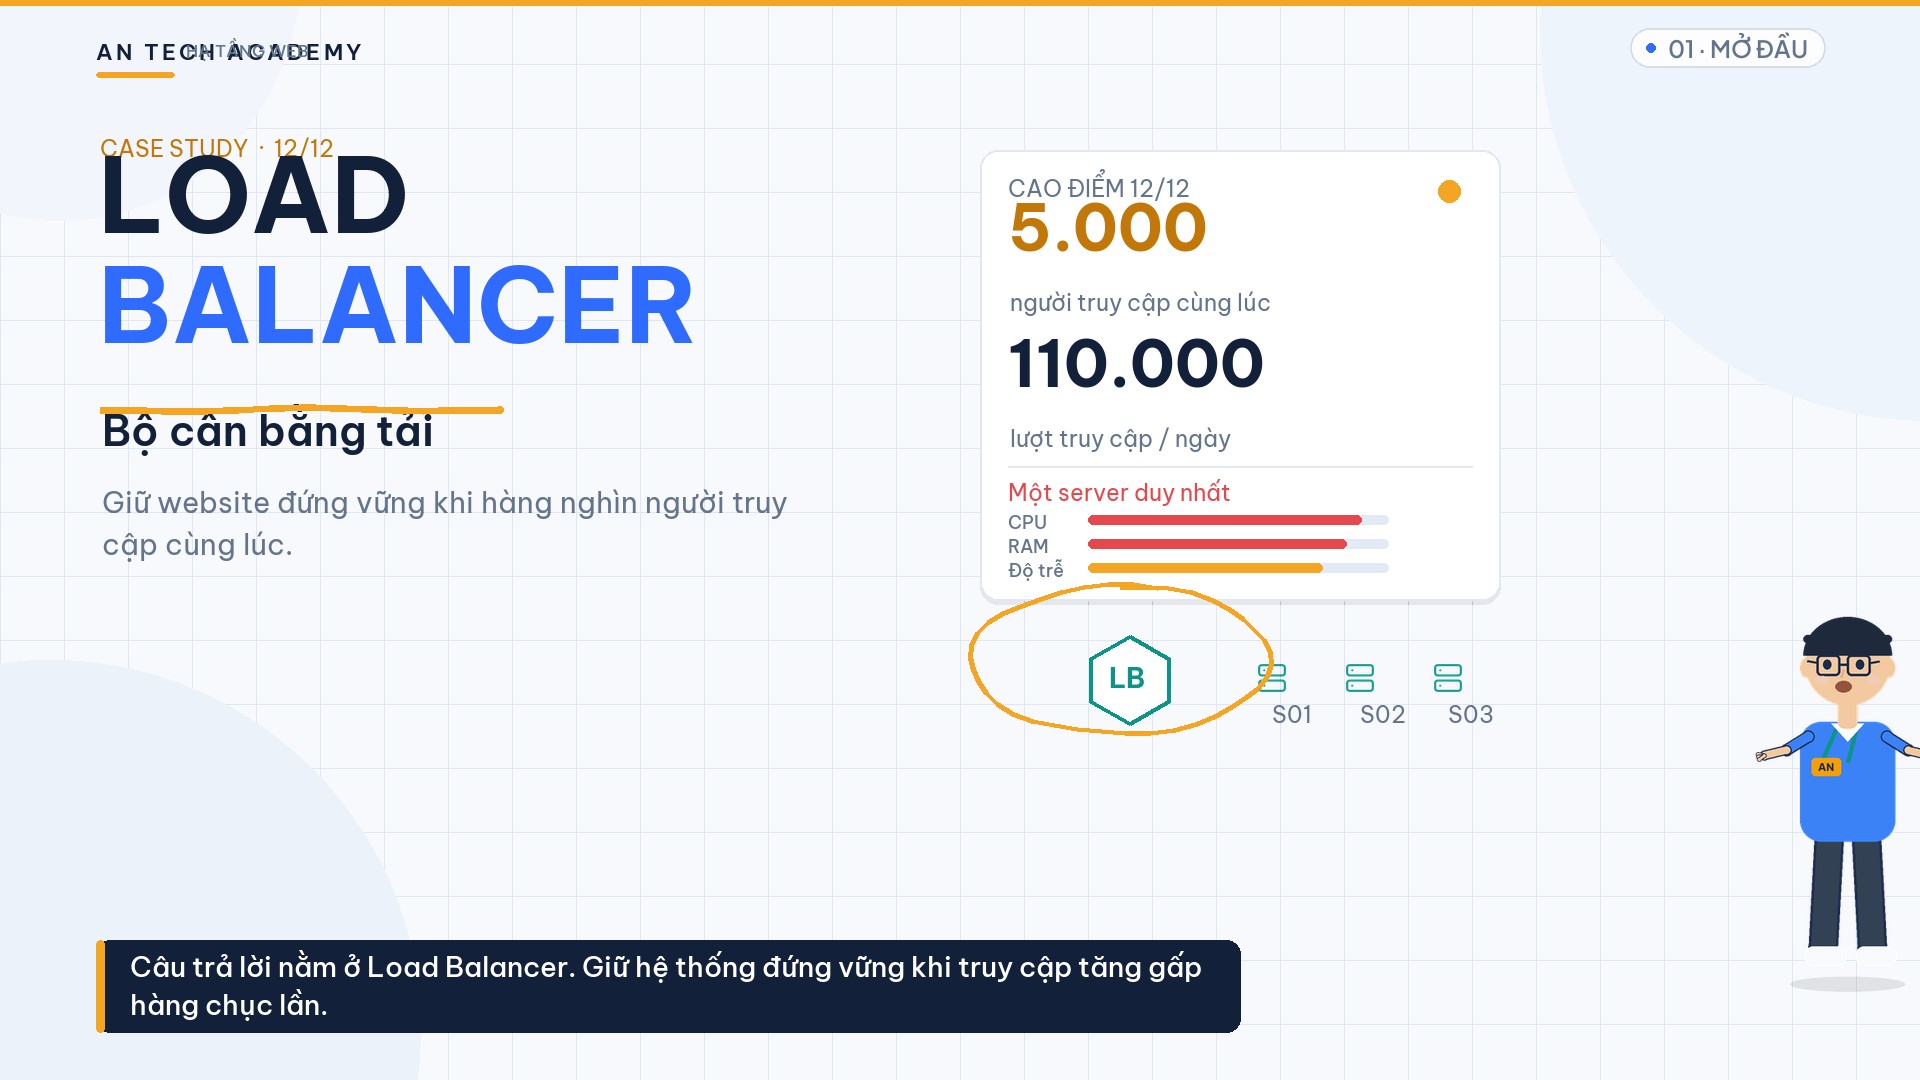 AN TECH ACADEMY
HẠ TẦNG WEB
01 · MỞ ĐẦU
CASE STUDY · 12/12
LOAD
BALANCER
Bộ cân bằng tải
Giữ website đứng vững khi hàng nghìn người truy
cập cùng lúc.
CAO ĐIỂM 12/12
5.000
người truy cập cùng lúc
110.000
lượt truy cập / ngày
Một server duy nhất
CPU
RAM
Độ trễ
LB
S01
S02
S03
AN
Câu trả lời nằm ở Load Balancer. Giữ hệ thống đứng vững khi truy cập tăng gấp
hàng chục lần.